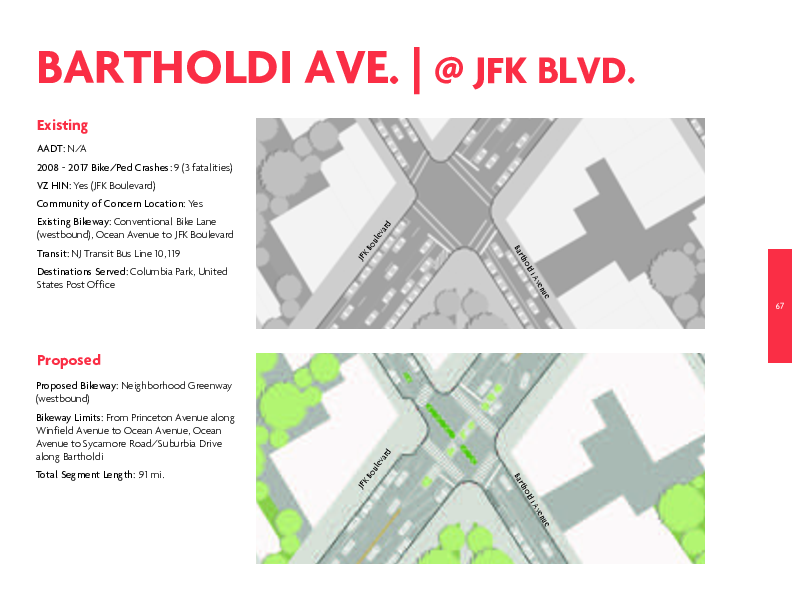 BARTHOLDI AVE. | @ JFK BLVD.
Existing
AADT: N/A
2008 - 2017 Bike/Ped Crashes: 9 (3 fatalities)
VZ HIN: Yes (JFK Boulevard)
Community of Concern Location: Yes
Existing Bikeway: Conventional Bike Lane
(westbound), Ocean Avenue to JFK Boulevard
Transit: NJ Transit Bus Line 10, 119
Destinations Served: Columbia Park, United
States Post Office
JFK Boulevard
Bartholdi Avenue
67
Proposed
Proposed Bikeway: Neighborhood Greenway
(westbound)
Bikeway Limits: From Princeton Avenue along
Winfield Avenue to Ocean Avenue, Ocean
Avenue to Sycamore Road/Suburbia Drive
along Bartholdi
Total Segment Length: .91 mi.
JFK Boulevard
Bartholdi Avenue